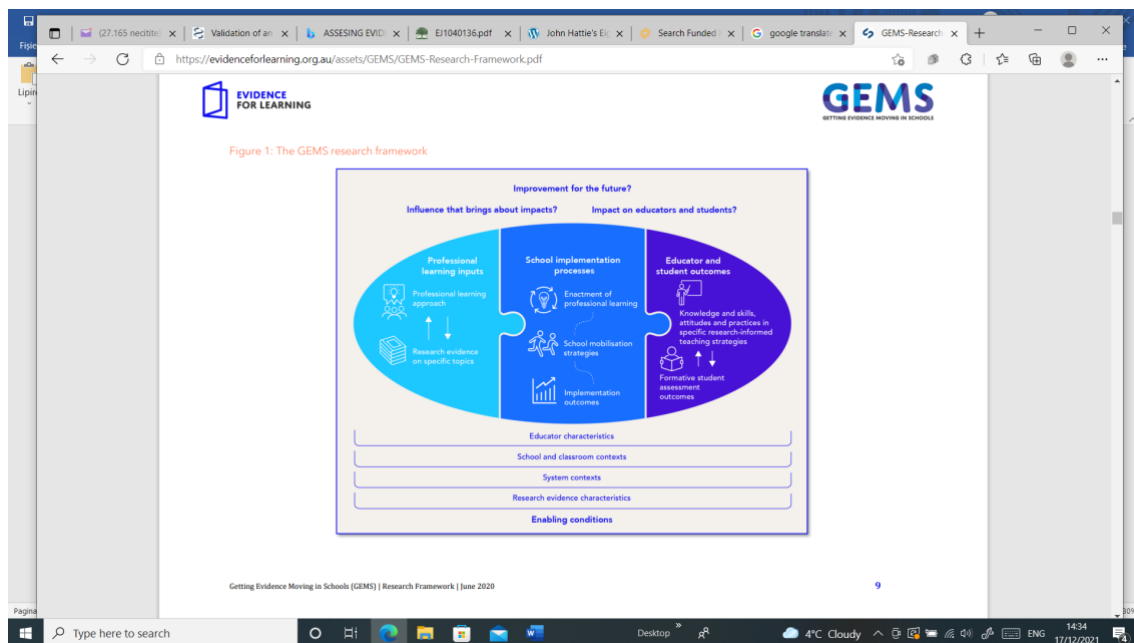 (27.165 necitite)
Validation of an
ASSESING EVID
EJ1040136.pdf
John Hattie's Eig
Search Funded
google translate
GEMS-Research
Fișie
https://evidenceforlearning.org.au/assets/GEMS/GEMS-Research-Framework.pdf
Lipire
EVIDENCE
FOR LEARNING
GEMS
GETTING EVIDENCE MOVING IN SCHOOLS
Figure 1: The GEMS research framework
Improvement for the future?
Influence that brings about impacts? Impact on educators and students?
Professional
learning inputs
Professional learning
approach
Research evidence
on specific topics
School implementation
processes
Enactment of
professional learning
School mobilisation
strategies
Implementation
outcomes
Educator and
student outcomes
Knowledge and skills,
attitudes and practices in
specific research-informed
teaching strategies
Formative student
assessment
outcomes
Educator characteristics
School and classroom contexts
System contexts
Research evidence characteristics
Enabling conditions
Getting Evidence Moving in Schools (GEMS) | Research Framework | June 2020
9
Pagina
30%
Type here to search
Desktop
4°C Cloudy
ENG
14:34
17/12/2021
4